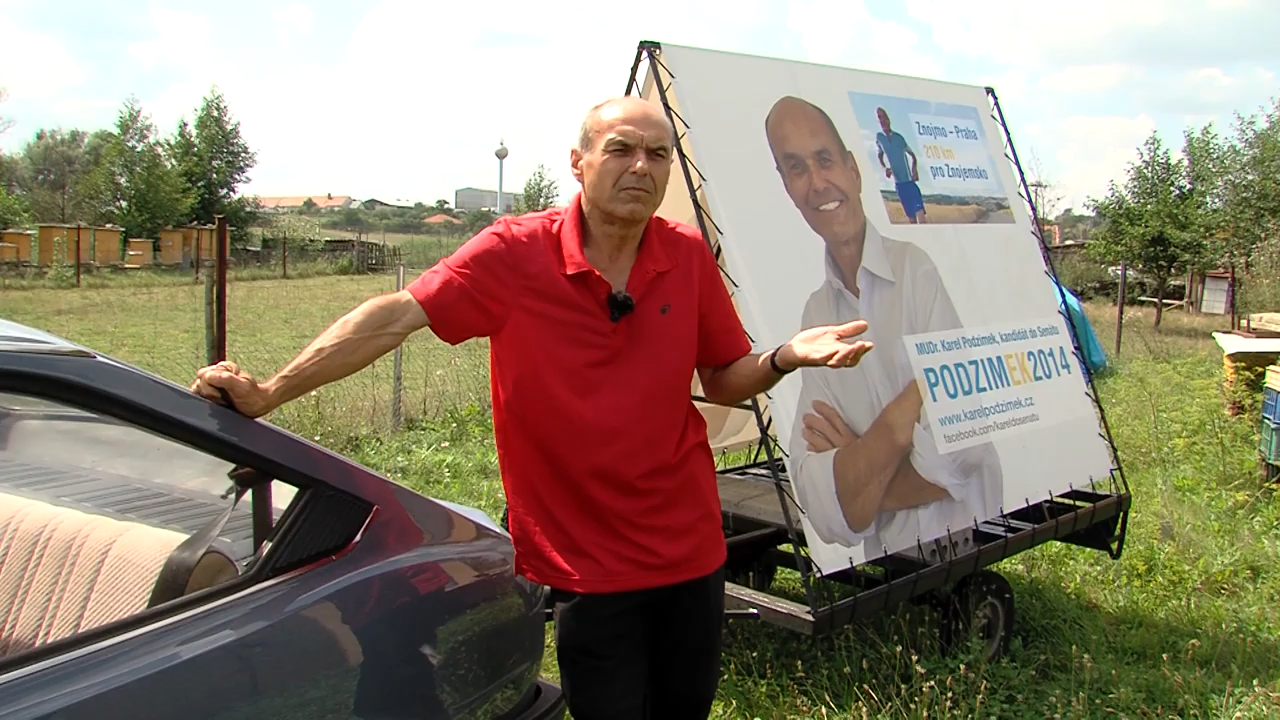 Znojmo – Praha
210 km
pro Znojemsko
MUDr. Karel Podzimek, kandidát do Senátu
PODZIMEK2014
www.karelpodzimek.cz
facebook.com/kareldosenatu